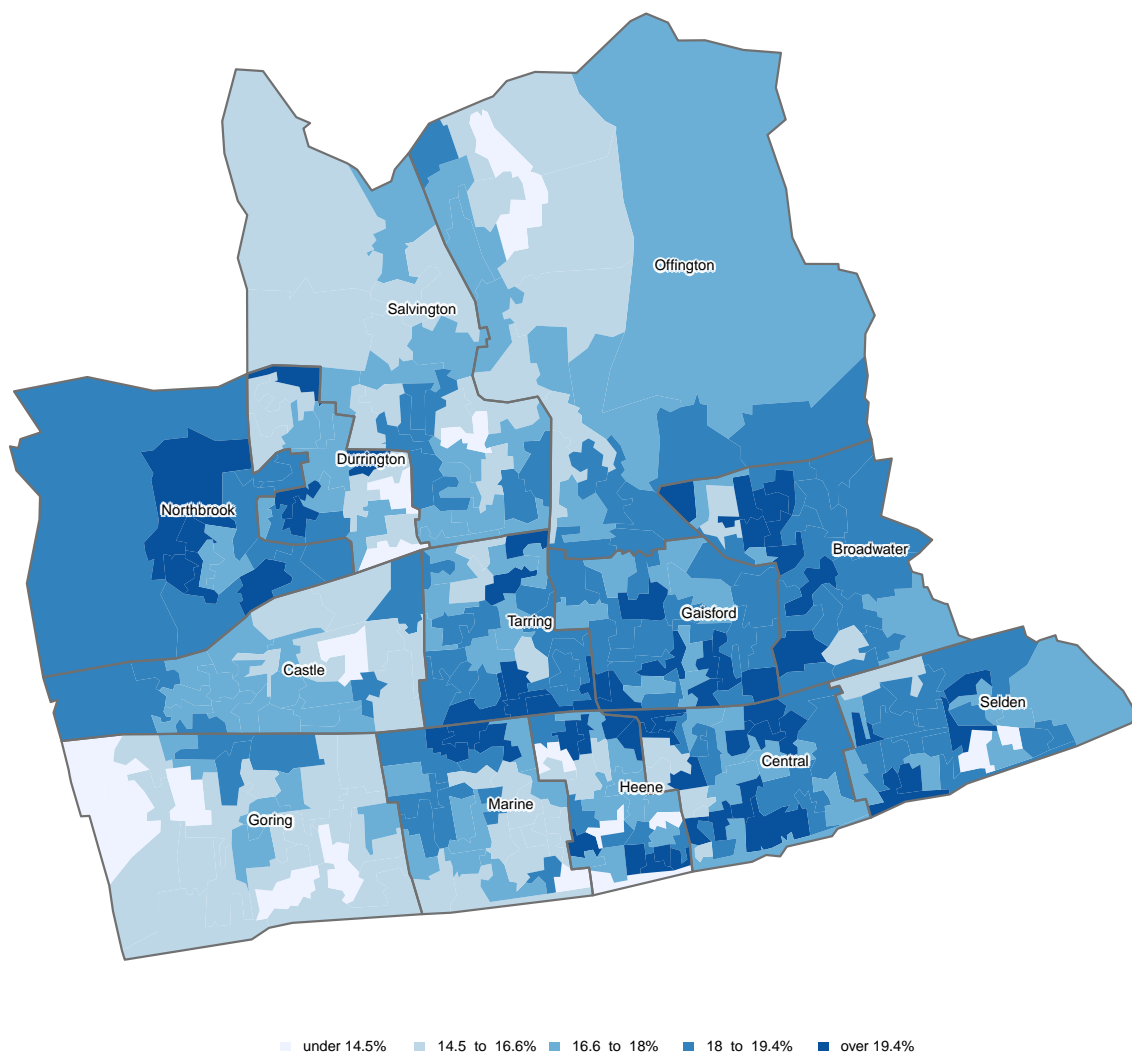 Offington
Salvington
Durrington
Northbrook
Broadwater
Gaisford
Tarring
Castle
Selden
Central
Heene
Marine
Goring
under 14.5% 14.5 to 16.6% 16.6 to 18% 18 to 19.4% over 19.4%